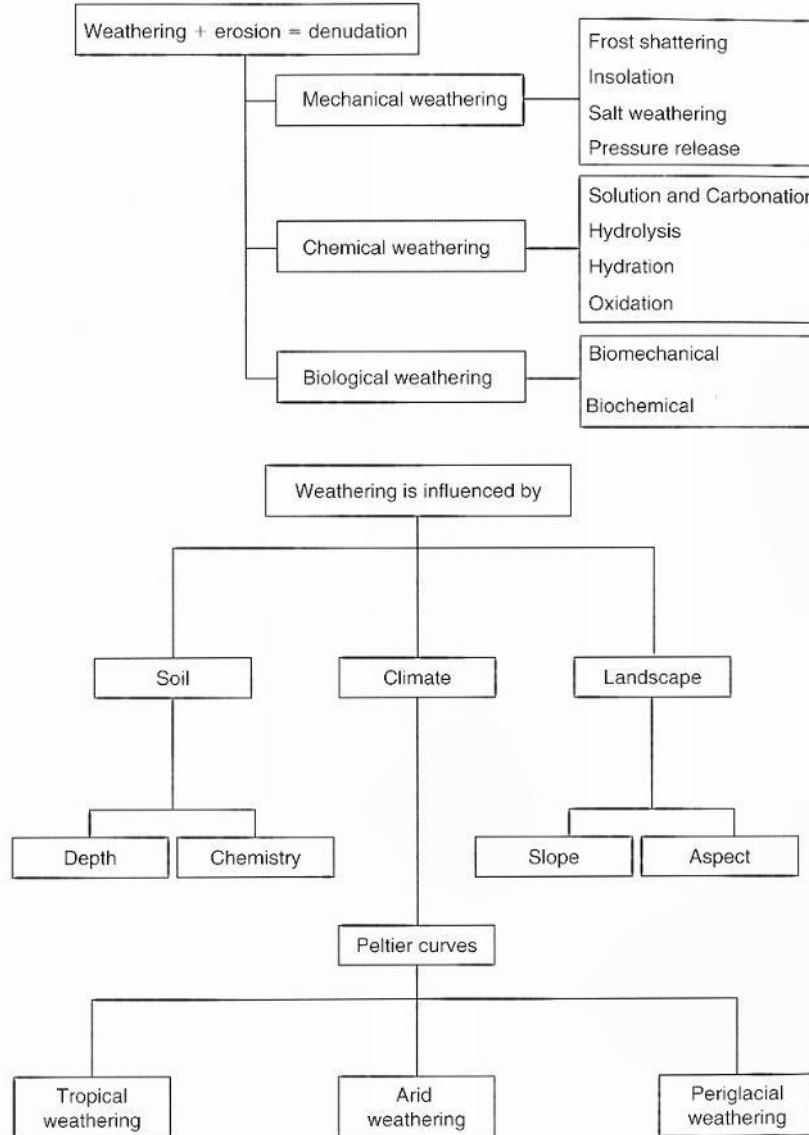 Weathering + erosion = denudation
Mechanical weathering
Frost shattering
Insolation
Salt weathering
Pressure release
Chemical weathering
Solution and Carbonation
Hydrolysis
Hydration
Oxidation
Biological weathering
Biomechanical
Biochemical
Weathering is influenced by
Soil
Climate
Landscape
Depth
Chemistry
Slope
Aspect
Peltier curves
Tropical
weathering
Arid
weathering
Periglacial
weathering